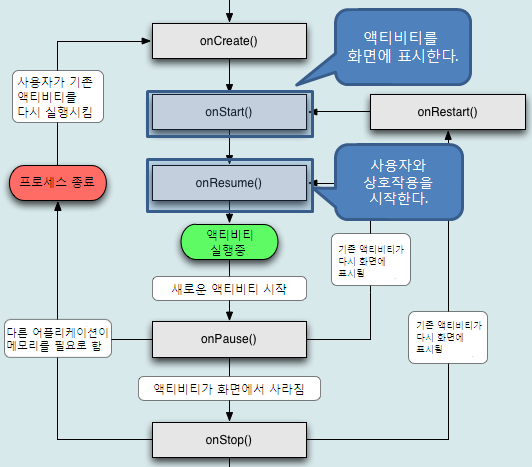 onCreate()
액티비티를
화면에 표시한다.
사용자가 기존
액티비티를
다시 실행시킴
onStart()
onRestart()
프로세스 종료
onResume()
사용자와
상호작용을
시작한다.
액티비티
실행중
기존 액티비티가
다시 화면에
표시됨
새로운 액티비티 시작
다른 어플리케이션이
메모리를 필요로 함
onPause()
기존 액티비티가
다시 화면에
표시됨
액티비티가 화면에서 사라짐
onStop()